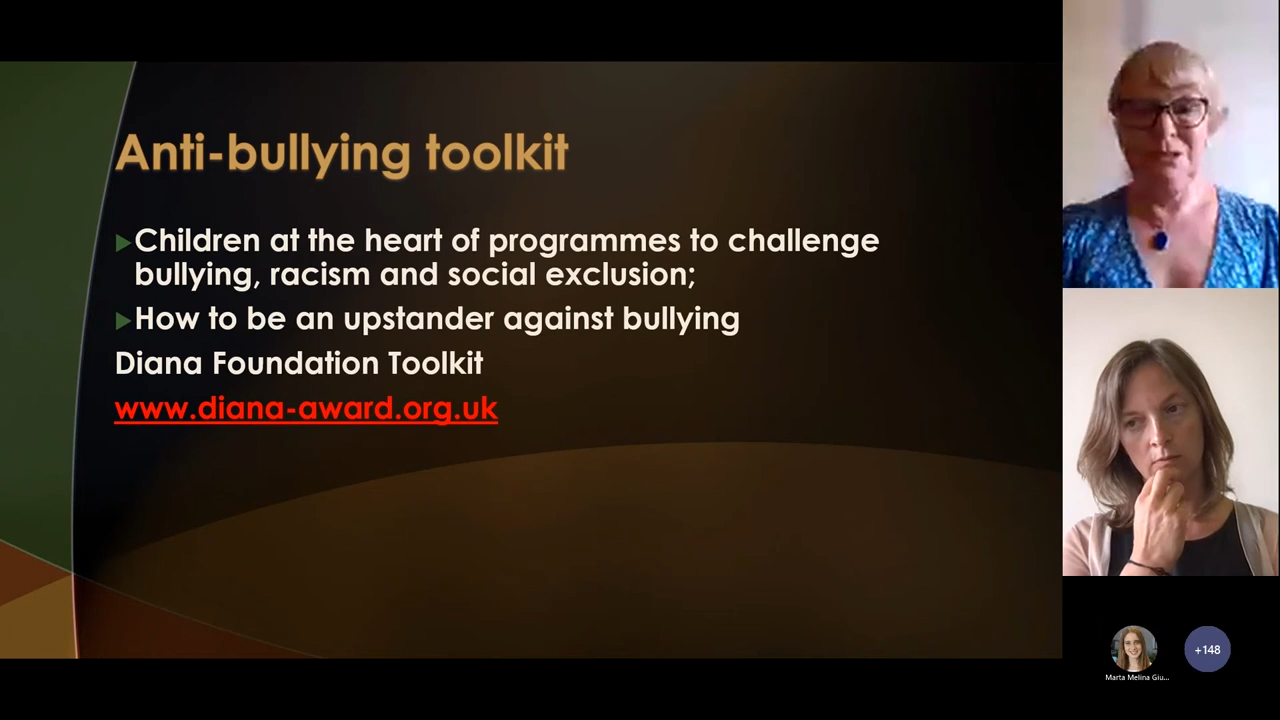 Anti-bullying toolkit
Children at the heart of programmes to challenge
bullying, racism and social exclusion;
How to be an upstander against bullying
Diana Foundation Toolkit
www.diana-award.org.uk
+148
Marta Melina Giu...